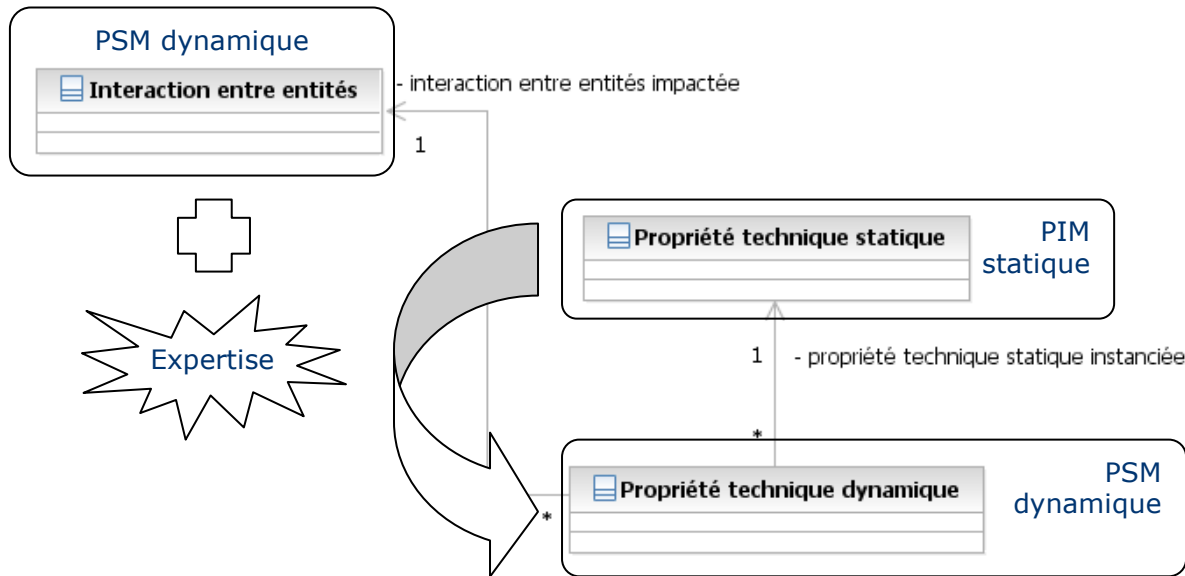 PSM dynamique
Interaction entre entités
- interaction entre entités impactée
1
Propriété technique statique
PIM
statique
Expertise
1
- propriété technique statique instanciée
*
Propriété technique dynamique
PSM
dynamique
*